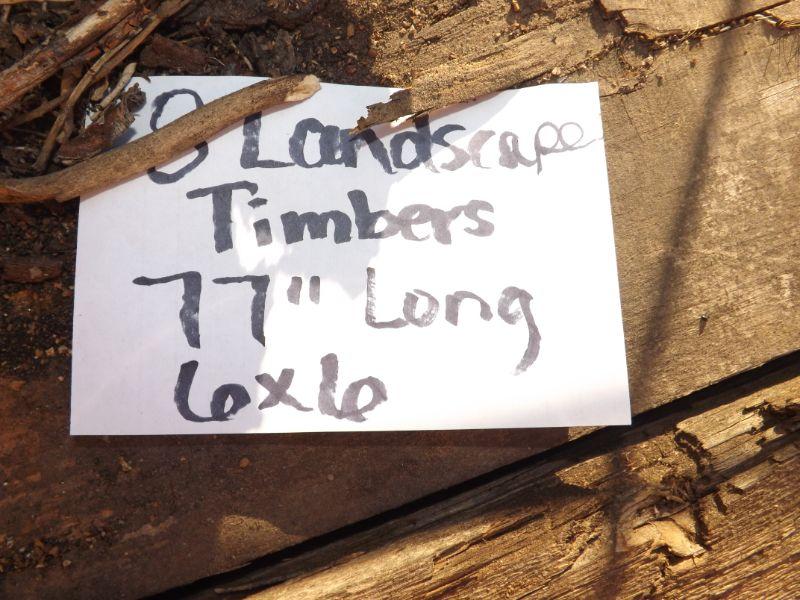 Landscape
Timbers
77" Long
6x6